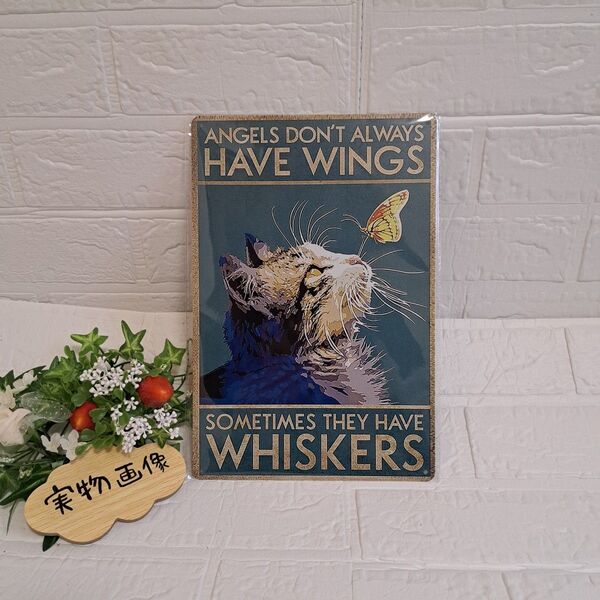 ANGELS DON'T ALWAYS
HAVE WINGS
SOMETIMES THEY HAVE
WHISKERS
実物画像